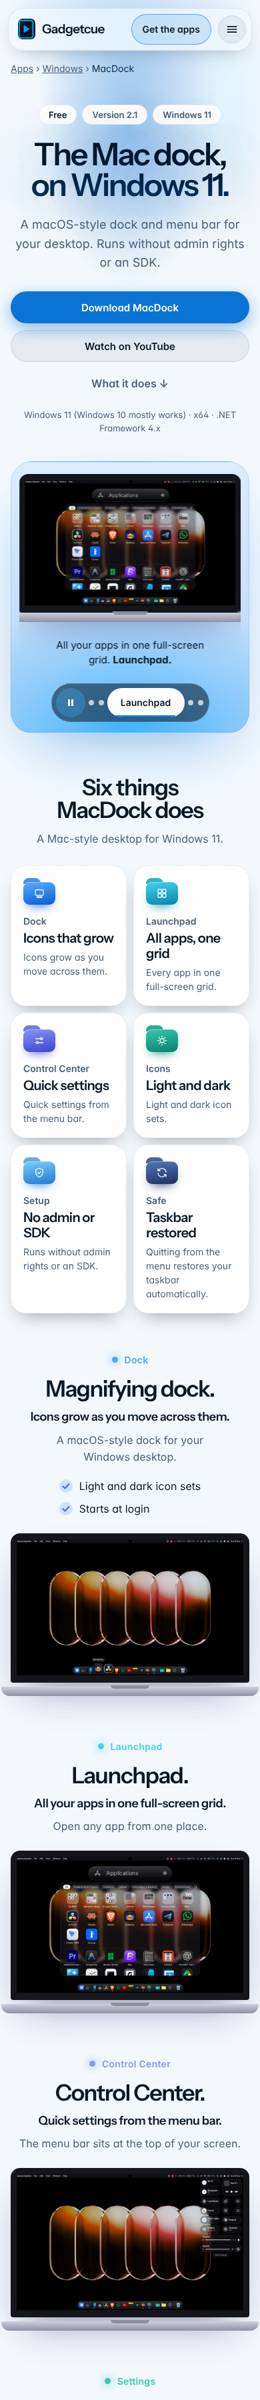 Gadgetcue
Get the apps
Apps › Windows › MacDock
Free
Version 2.1
Windows 11
The Mac dock,
on Windows 11.
A macOS-style dock and menu bar for
your desktop. Runs without admin rights
or an SDK.
Download MacDock
Watch on YouTube
What it does ↓
Windows 11 (Windows 10 mostly works) · x64 · .NET
Framework 4.x
Applications
All your apps in one full-screen
grid. Launchpad.
Launchpad
Six things
MacDock does
A Mac-style desktop for Windows 11.
Dock
Icons that grow
Icons grow as you
move across them.
Launchpad
All apps, one
grid
Every app in one
full-screen grid.
Control Center
Quick settings
Quick settings from
the menu bar.
Icons
Light and dark
Light and dark icon
sets.
Setup
No admin or
SDK
Runs without admin
rights or an SDK.
Safe
Taskbar
restored
Quitting from the
menu restores your
taskbar
automatically.
Dock
Magnifying dock.
Icons grow as you move across them.
A macOS-style dock for your
Windows desktop.
Light and dark icon sets
Starts at login
Launchpad
Launchpad.
All your apps in one full-screen grid.
Open any app from one place.
Applications
Control Center
Control Center.
Quick settings from the menu bar.
The menu bar sits at the top of your screen.
Settings